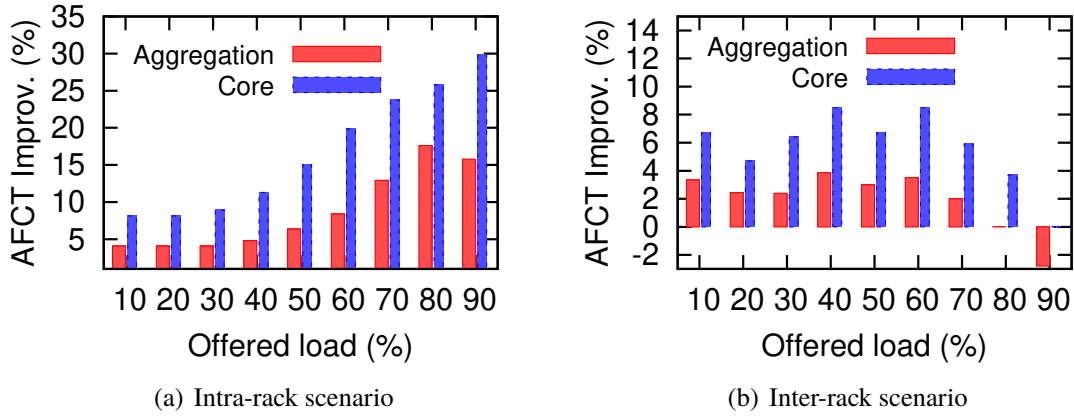 35
30
25
20
15
10
5
AFCT Improv. (%)
Aggregation
Core
10 20 30 40 50 60 70 80 90
Offered load (%)
(a) Intra-rack scenario
14
12
10
8
6
4
2
0
-2
AFCT Improv. (%)
Aggregation
Core
10 20 30 40 50 60 70 80 90
Offered load (%)
(b) Inter-rack scenario